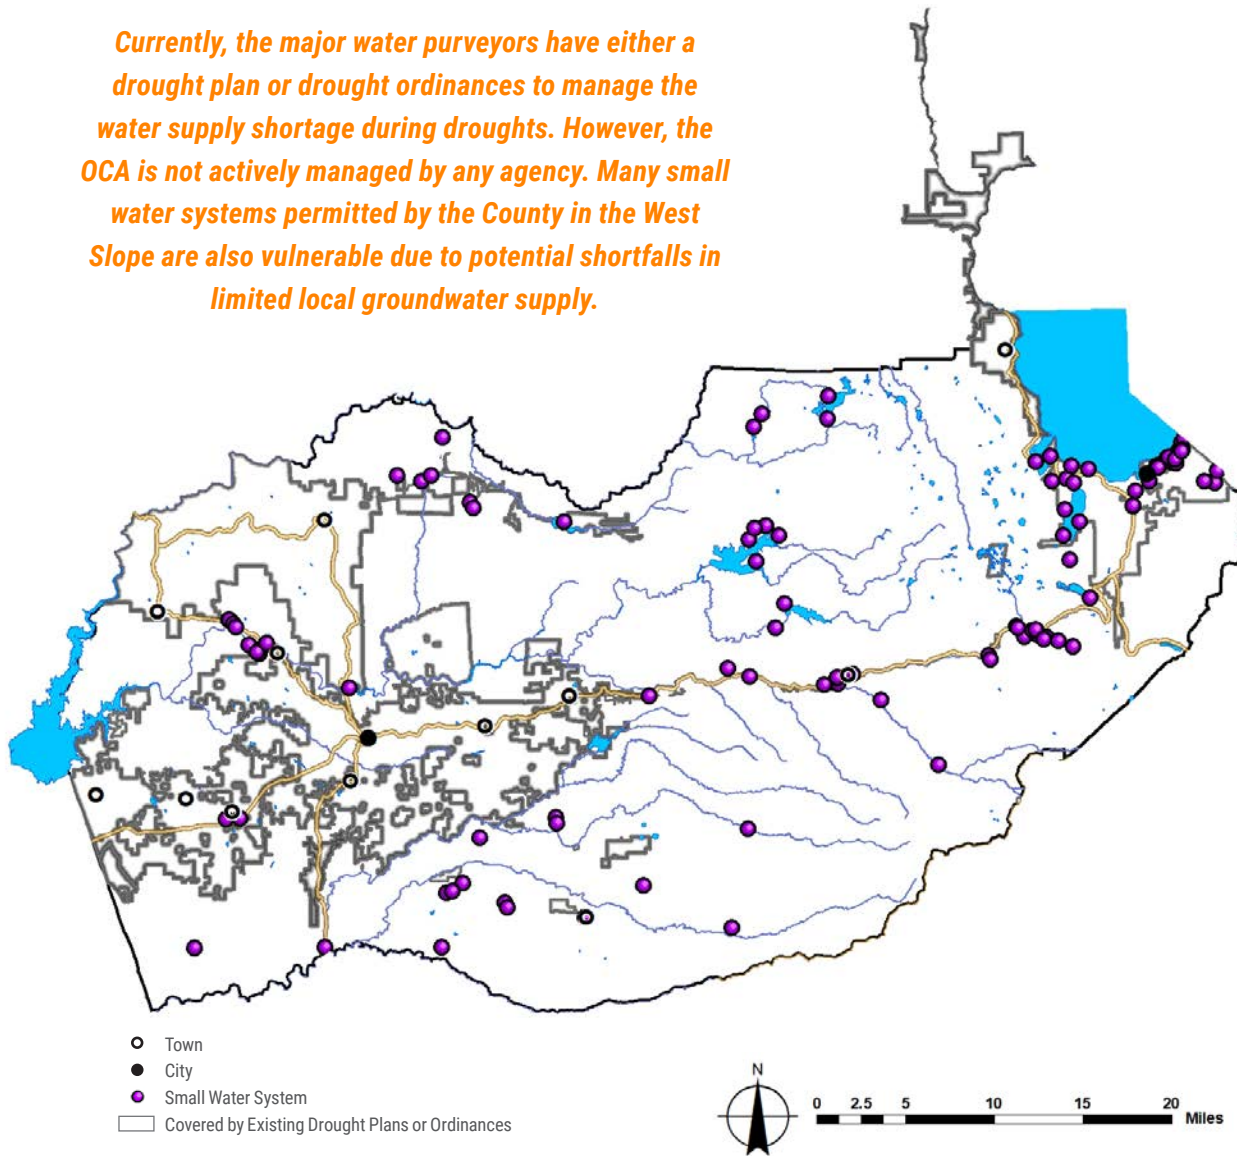 Currently, the major water purveyors have either a
drought plan or drought ordinances to manage the
water supply shortage during droughts. However, the
OCA is not actively managed by any agency. Many small
water systems permitted by the County in the West
Slope are also vulnerable due to potential shortfalls in
limited local groundwater supply.
Town
City
Small Water System
Covered by Existing Drought Plans or Ordinances
N
0 2.5 5 10 15 20
Miles